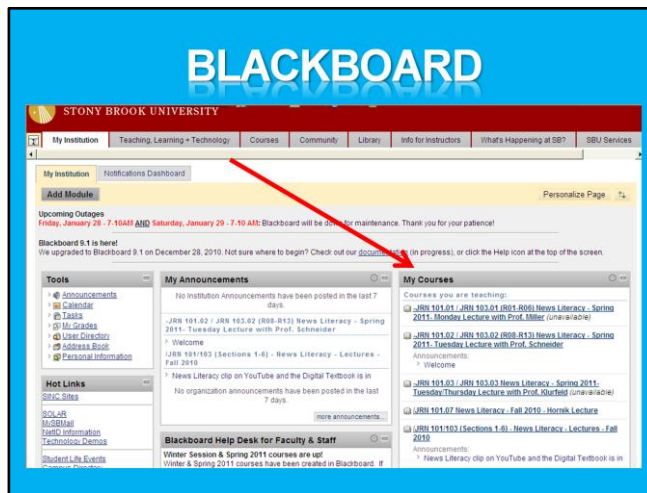 BLACKBOARD
STONY BROOK UNIVERSITY
My Institution
Teaching, Learning + Technology
Courses
Community
Library
Info for Instructors
What's Happening at SB?
SBU Services
My Institution
Notifications Dashboard
Add Module
Personalize Page
Upcoming Outages
Friday, January 28 - 7-10AM AND Saturday, January 29 - 7-10 AM: Blackboard will be down for maintenance. Thank you for your patience!
Blackboard 9.1 is here!
We upgraded to Blackboard 9.1 on December 28, 2010. Not sure where to begin? Check out our documentation (in progress), or click the Help icon at the top of the screen.
Tools
Announcements
Calendar
Tasks
My Grades
User Directory
Address Book
Personal Information
Hot Links
SINC Sites
SOLAR
MySBMail
NetID Information
Technology Demos
Student Life Events
Campus Directory
My Announcements
No Institution Announcements have been posted in the last 7
days.
-JRN 101.02 / JRN 103.02 (R08-R13) News Literacy - Spring
2011- Tuesday Lecture with Prof. Schneider
> Welcome
/JRN 101/103 (Sections 1-6) - News Literacy - Lectures -
Fall 2010
> News Literacy clip on YouTube and the Digital Textbook is in
No organization announcements have been posted in the last
7 days.
more announcements...
Blackboard Help Desk for Faculty & Staff
Winter Session & Spring 2011 courses are up!
Winter & Spring 2011 courses have been created in Blackboard. If
My Courses
Courses you are teaching:
-JRN 101.01 / JRN 103.01 (R01-R06) News Literacy - Spring
2011- Monday Lecture with Prof. Miller (unavailable)
-JRN 101.02 / JRN 103.02 (R08-R13) News Literacy - Spring
2011- Tuesday Lecture with Prof. Schneider
Announcements:
> Welcome
-JRN 101.03 / JRN 103.03 News Literacy - Spring 2011-
Tuesday/Thursday Lecture with Prof. Klurfeld (unavailable)
/JRN 101.07 News Literacy - Fall 2010 - Hornik Lecture
/JRN 101/103 (Sections 1-6) - News Literacy - Lectures - Fall
2010
Announcements:
> News Literacy clip on YouTube and the Digital Textbook is in